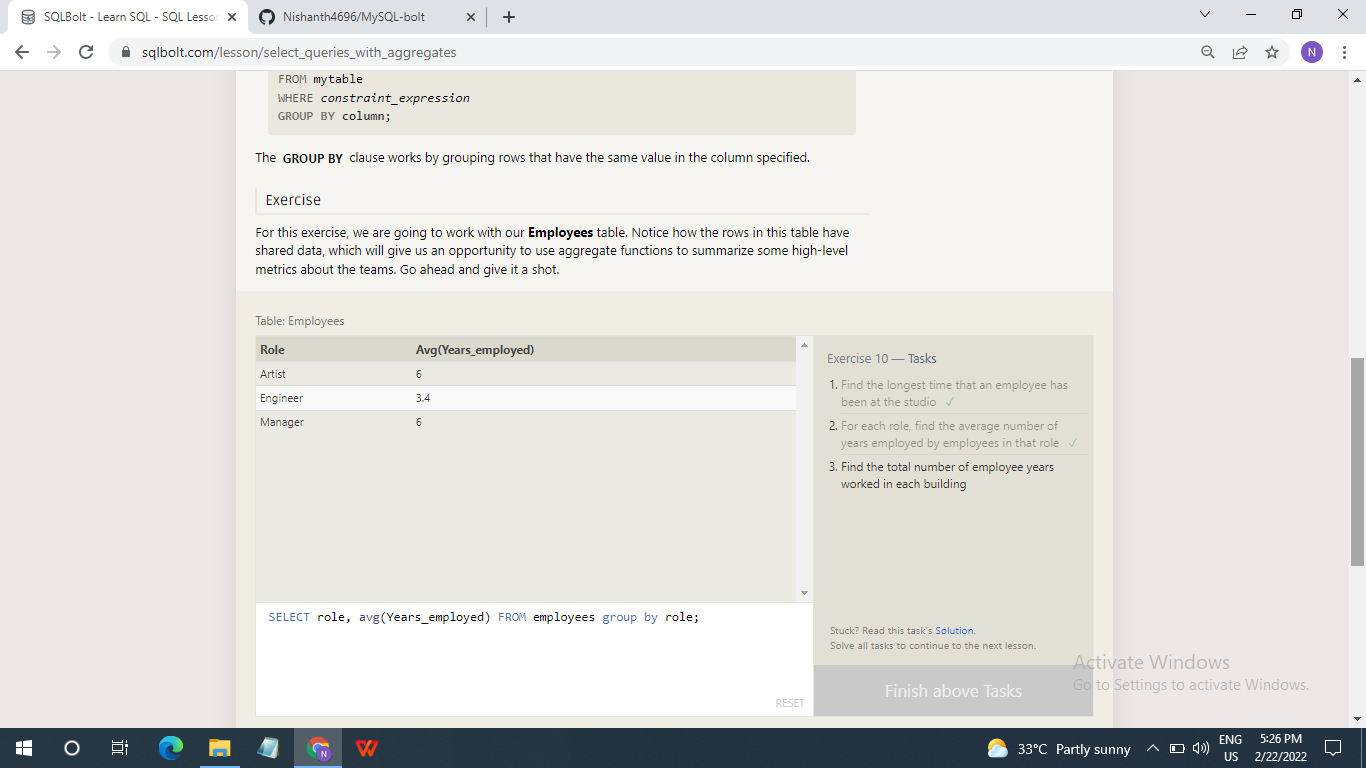 SQLBolt - Learn SQL - SQL Lesso
Nishanth4696/MySQL-bolt
sqlbolt.com/lesson/select_queries_with_aggregates
N
FROM mytable
WHERE constraint_expression
GROUP BY column;
The GROUP BY clause works by grouping rows that have the same value in the column specified.
Exercise
For this exercise, we are going to work with our Employees table. Notice how the rows in this table have
shared data, which will give us an opportunity to use aggregate functions to summarize some high-level
metrics about the teams. Go ahead and give it a shot.
Table: Employees
Role Avg(Years_employed)
Artist 6
Engineer 3.4
Manager 6
SELECT role, avg(Years_employed) FROM employees group by role;
RESET
Exercise 10 — Tasks
1. Find the longest time that an employee has
been at the studio ✓
2. For each role, find the average number of
years employed by employees in that role ✓
3. Find the total number of employee years
worked in each building
Stuck? Read this task's Solution.
Solve all tasks to continue to the next lesson.
Finish above Tasks
Activate Windows
Go to Settings to activate Windows.
N
33°C Partly sunny
ENG
US
5:26 PM
2/22/2022